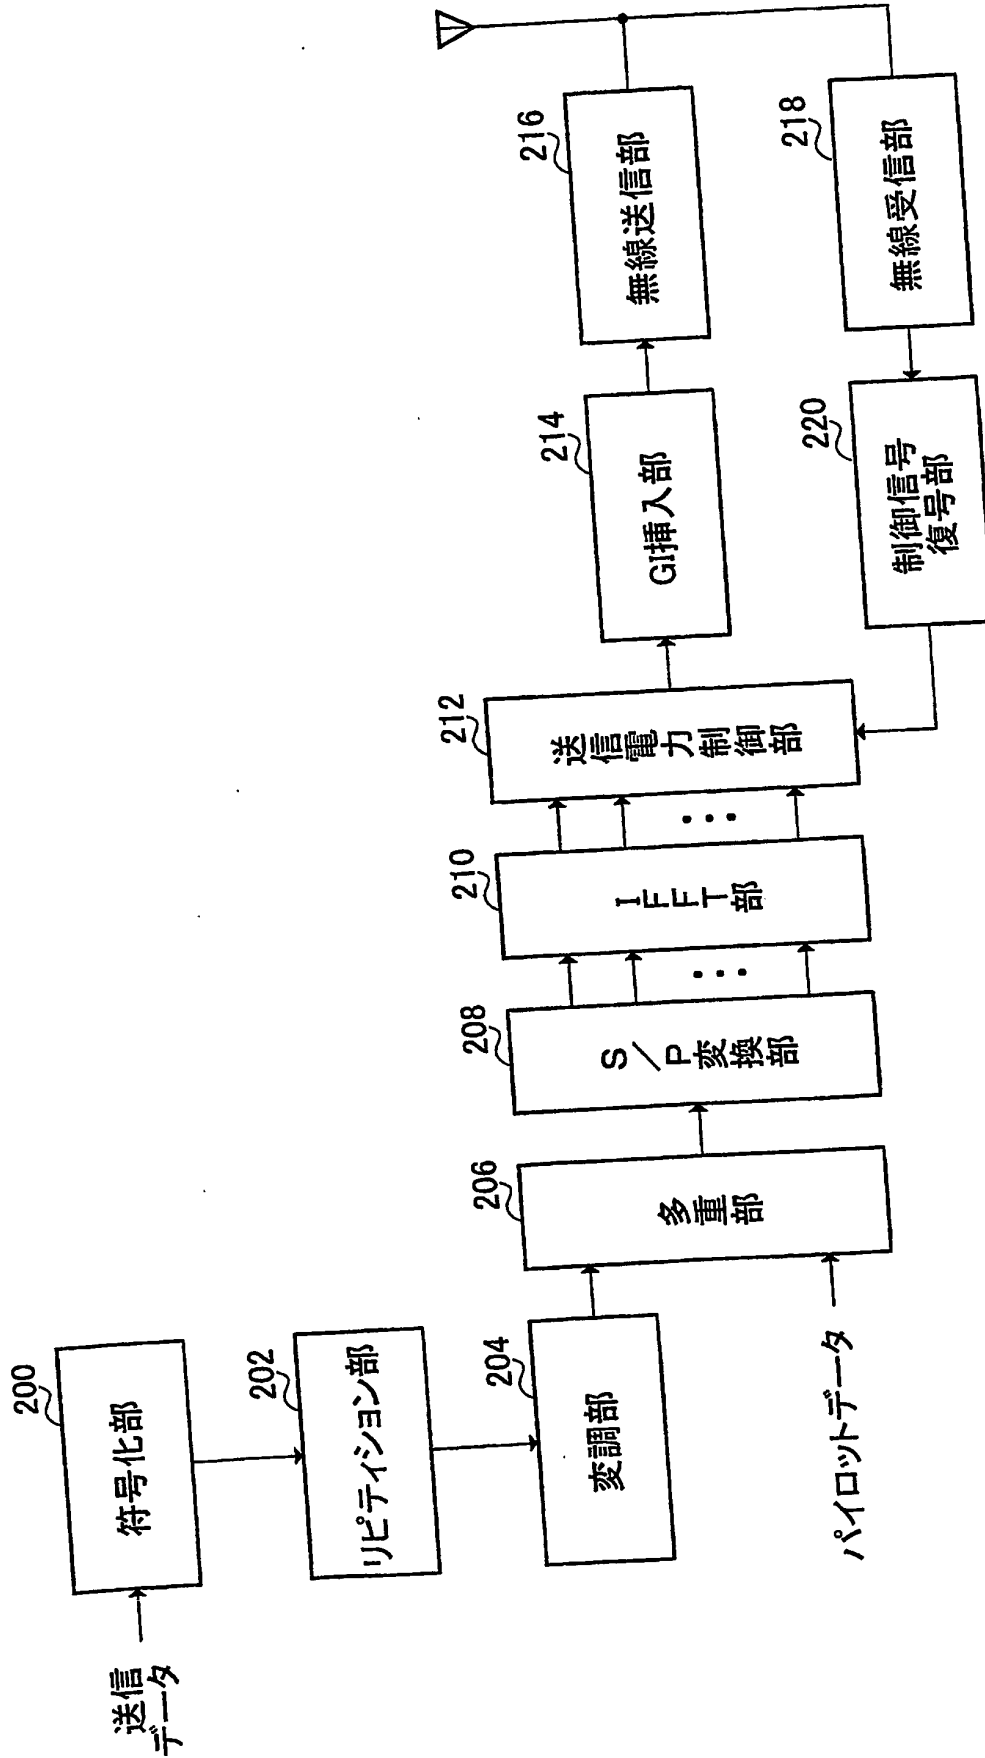 送信
データ
200
符号化部
202
リピティション部
204
変調部
パイロットデータ
206
多重部
208
S/P変換部
210
IFFT部
212
送信電力制御部
214
GI挿入部
216
無線送信部
218
無線受信部
220
制御信号
復号部